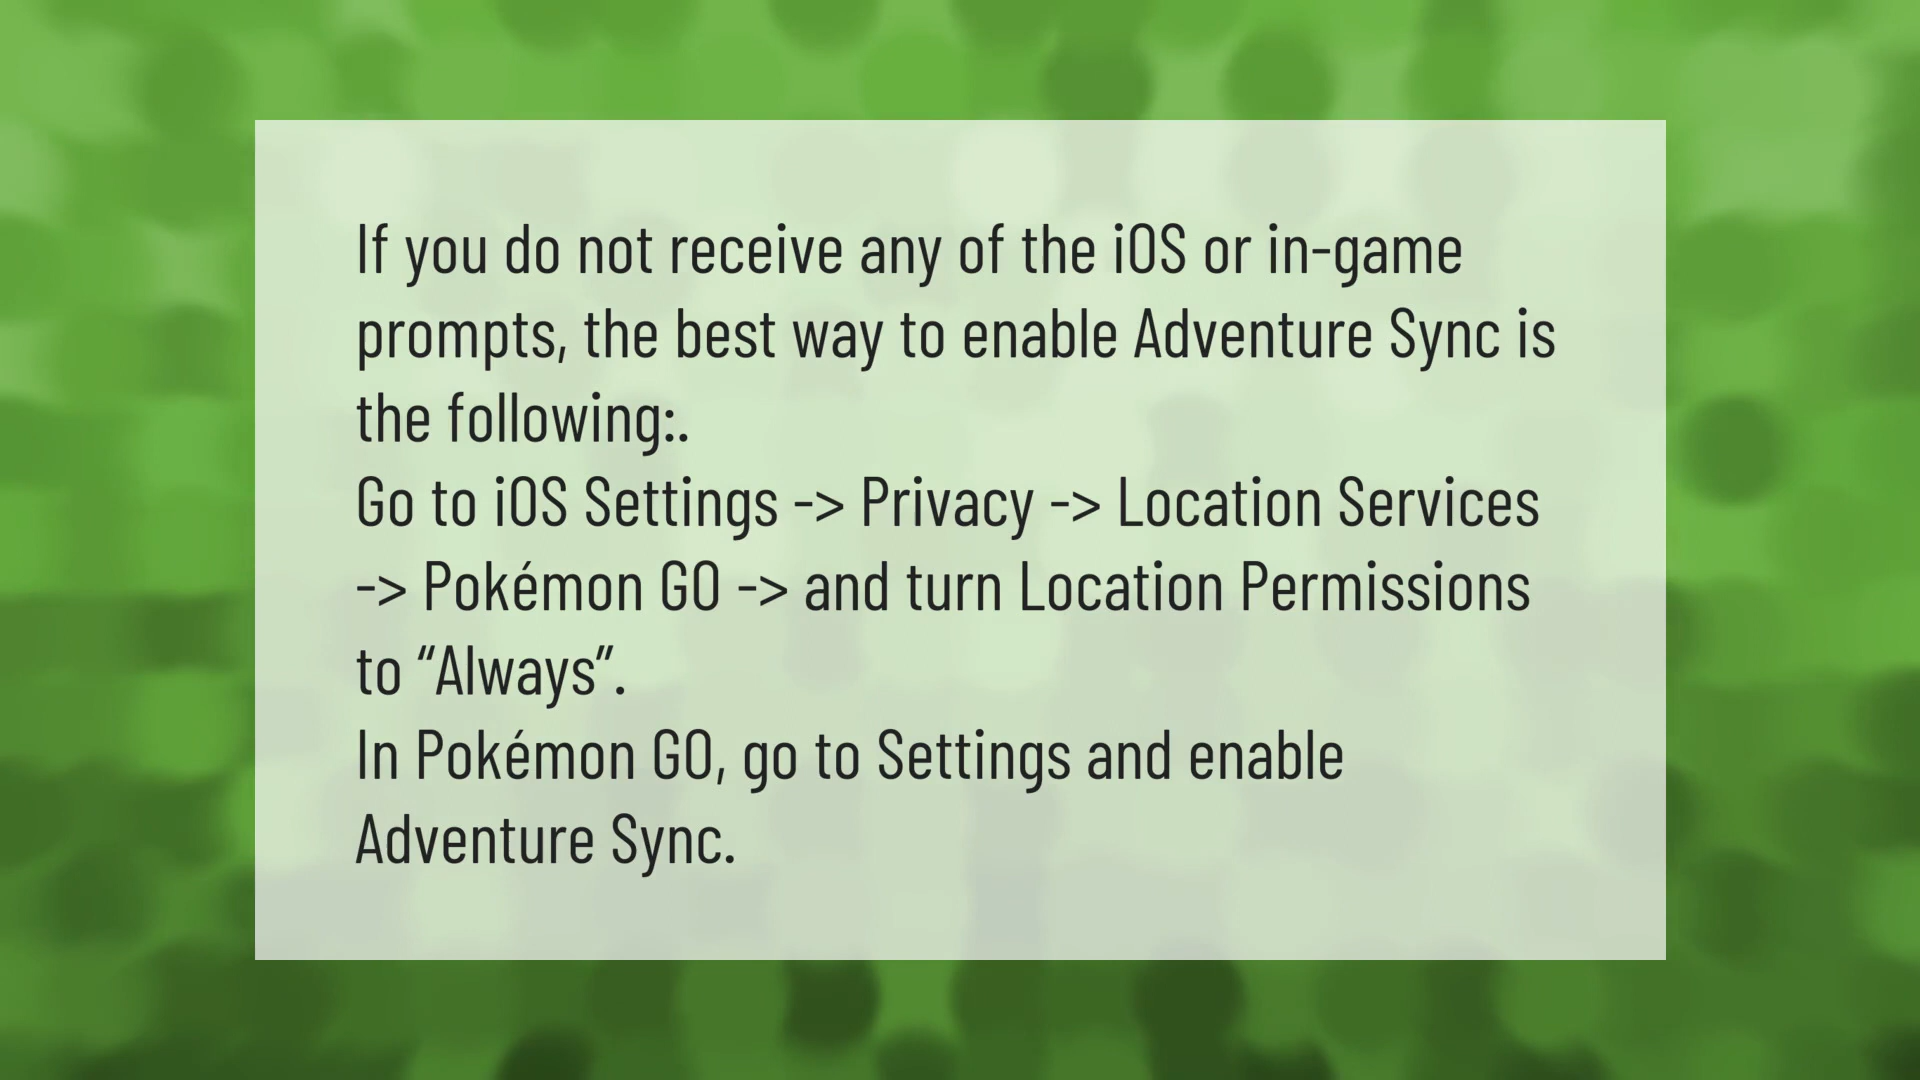 If you do not receive any of the iOS or in-game
prompts, the best way to enable Adventure Sync is
the following:.
Go to iOS Settings -> Privacy -> Location Services
-> Pokémon GO -> and turn Location Permissions
to “Always”.
In Pokémon GO, go to Settings and enable
Adventure Sync.